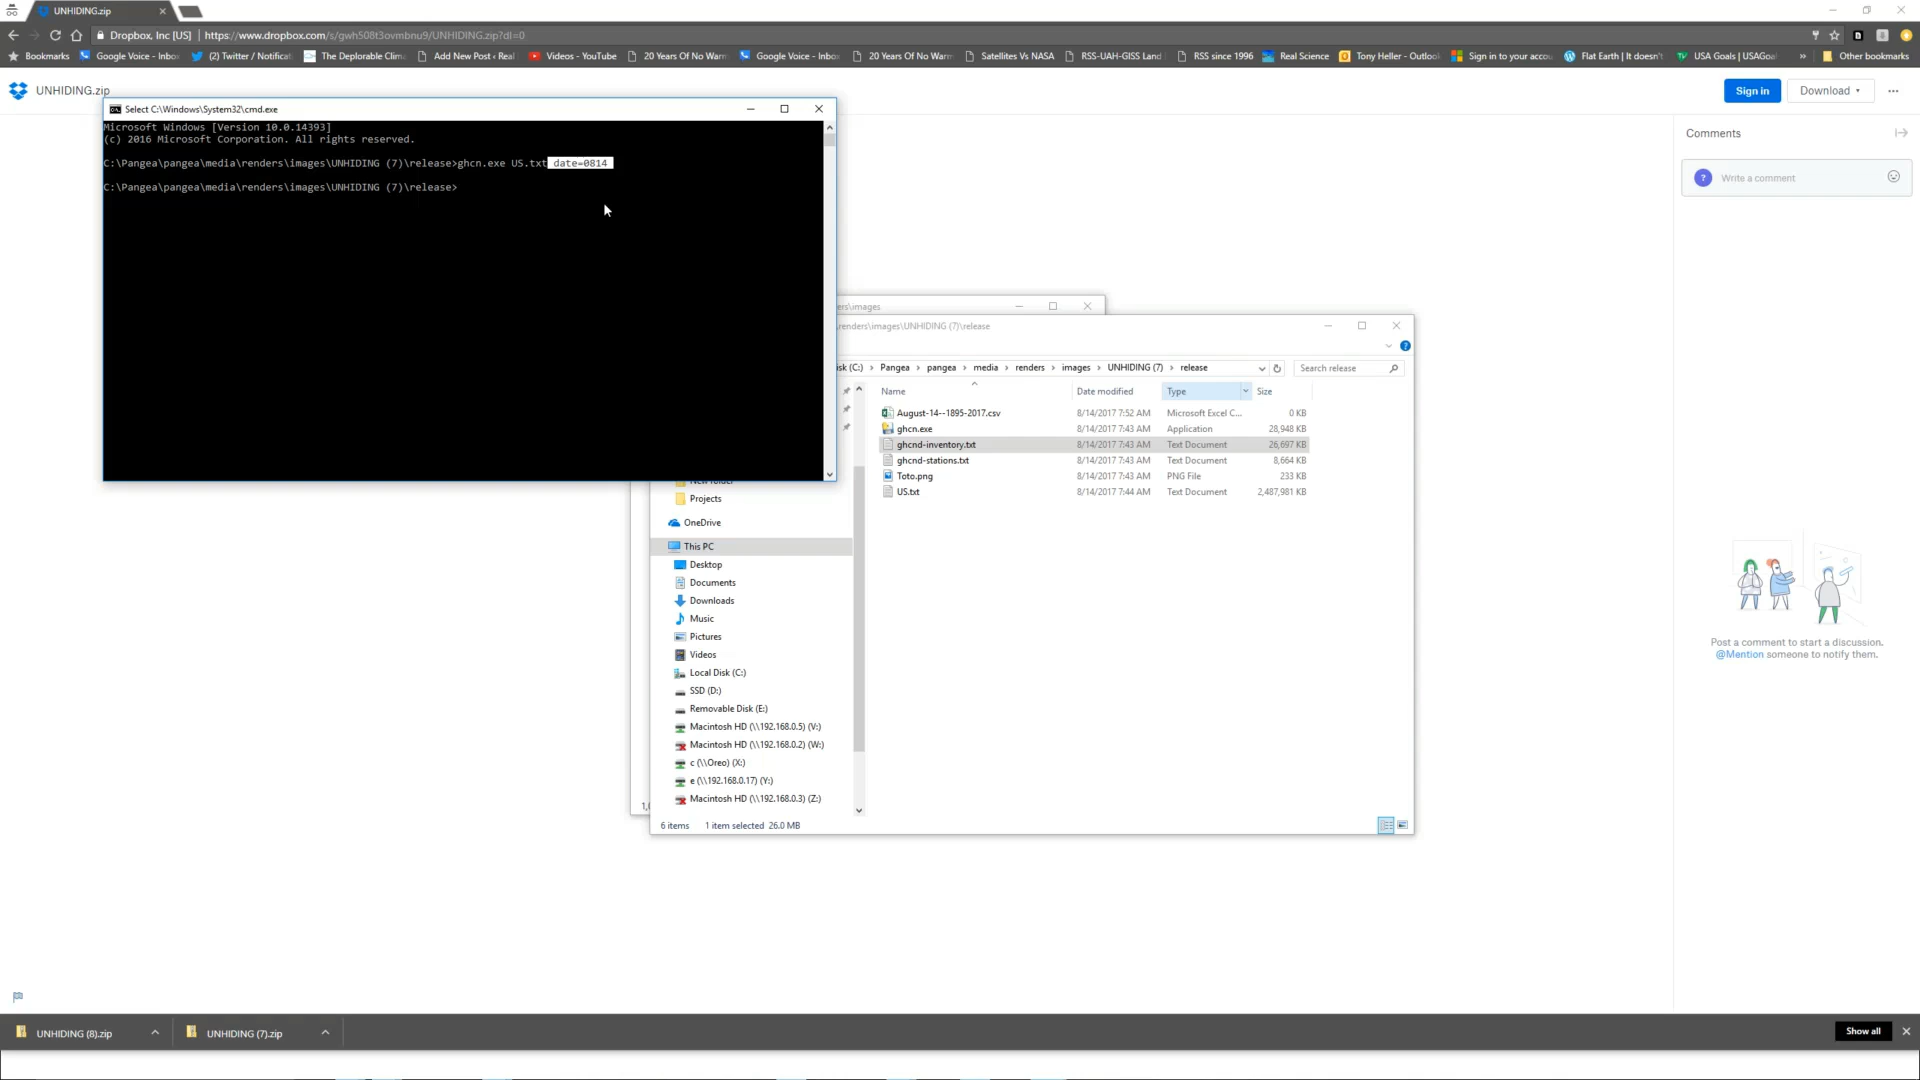 UNHIDING.zip
Dropbox, Inc [US] | https://www.dropbox.com/s/gwh508t3ovmbnu9/UNHIDING.zip?dl=0
Bookmarks Google Voice - Inbo (2) Twitter / Notificat The Deplorable Clim Add New Post ‹ Real Videos - YouTube 20 Years Of No Warm Google Voice - Inbo 20 Years Of No Warm Satellites Vs NASA RSS-UAH-GISS Land RSS since 1996 Real Science Tony Heller - Outlook Sign in to your accou Flat Earth | It doesn't USA Goals | USAGoal » Other bookmarks
UNHIDING.zip
Sign in
Download
Comments
Write a comment
Select C:\Windows\System32\cmd.exe
Microsoft Windows [Version 10.0.14393]
(c) 2016 Microsoft Corporation. All rights reserved.
C:\Pangea\pangea\media\renders\images\UNHIDING (7)\release>ghcn.exe US.txt date=0814
C:\Pangea\pangea\media\renders\images\UNHIDING (7)\release>
ers\images
renders\images\UNHIDING (7)\release
isk (C:) › Pangea › pangea › media › renders › images › UNHIDING (7) › release
Search release
Name Date modified Type Size
August-14--1895-2017.csv 8/14/2017 7:52 AM Microsoft Excel C... 0 KB
ghcn.exe 8/14/2017 7:43 AM Application 28,948 KB
ghcnd-inventory.txt 8/14/2017 7:43 AM Text Document 26,697 KB
ghcnd-stations.txt 8/14/2017 7:43 AM Text Document 8,664 KB
Toto.png 8/14/2017 7:43 AM PNG File 233 KB
US.txt 8/14/2017 7:44 AM Text Document 2,487,981 KB
New folder
Projects
OneDrive
This PC
Desktop
Documents
Downloads
Music
Pictures
Videos
Local Disk (C:)
SSD (D:)
Removable Disk (E:)
Macintosh HD (\\192.168.0.5) (V:)
Macintosh HD (\\192.168.0.2) (W:)
c (\\Oreo) (X:)
e (\\192.168.0.17) (Y:)
Macintosh HD (\\192.168.0.3) (Z:)
6 items 1 item selected 26.0 MB
Post a comment to start a discussion.
@Mention someone to notify them.
UNHIDING (8).zip
UNHIDING (7).zip
Show all